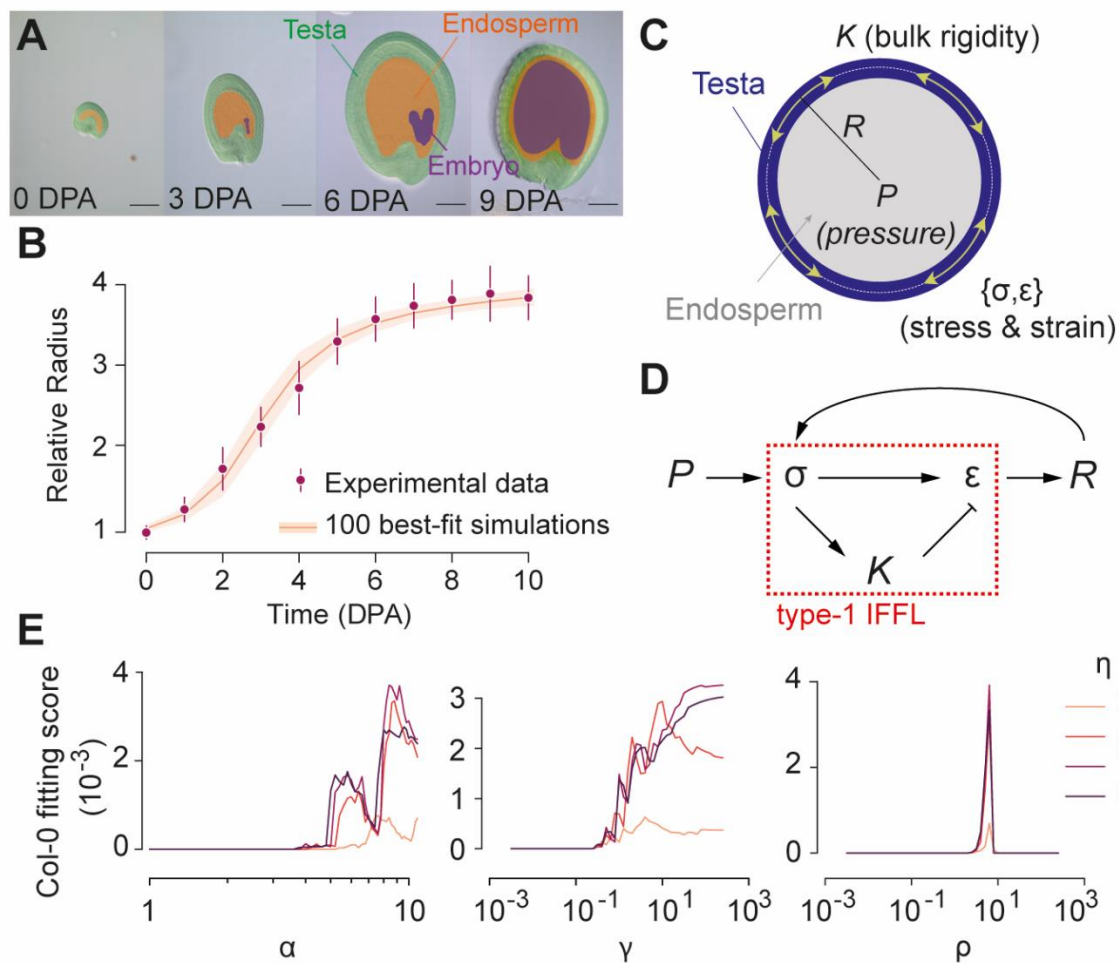 A
Testa
Endosperm
Embryo
0 DPA
3 DPA
6 DPA
9 DPA
B
Relative Radius
4
3
2
1
0
2
4
6
8
10
Time (DPA)
Experimental data
100 best-fit simulations
C
K (bulk rigidity)
Testa
R
P
(pressure)
Endosperm
{σ,ε}
(stress & strain)
D
P
σ
ε
R
K
type-1 IFFL
E
Col-0 fitting score
(10⁻³)
4
2
0
1
10
α
3
2
1
0
10⁻³
10⁻¹
10¹
10³
γ
4
2
0
10⁻³
10⁻¹
10¹
10³
ρ
η